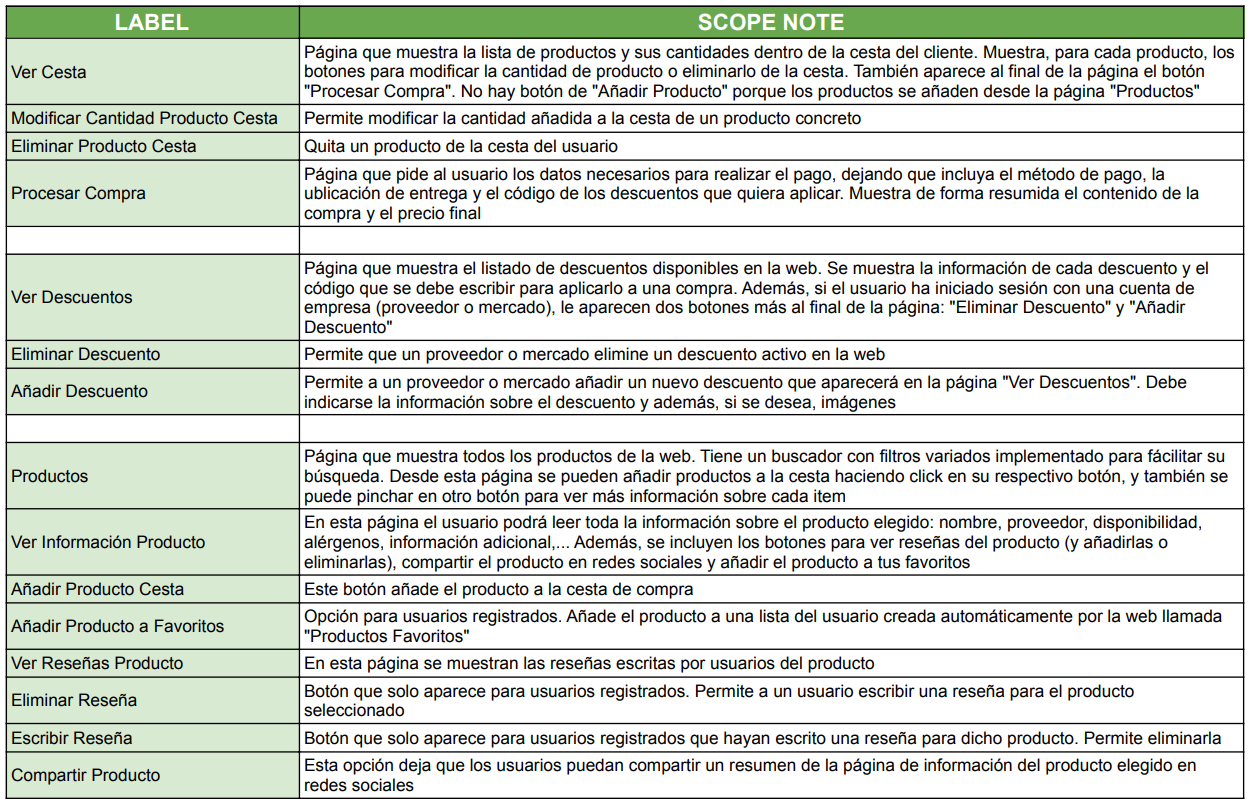 LABEL
SCOPE NOTE
Ver Cesta
Página que muestra la lista de productos y sus cantidades dentro de la cesta del cliente. Muestra, para cada producto, los
botones para modificar la cantidad de producto o eliminarlo de la cesta. También aparece al final de la página el botón
"Procesar Compra". No hay botón de "Añadir Producto" porque los productos se añaden desde la página "Productos"
Modificar Cantidad Producto Cesta
Permite modificar la cantidad añadida a la cesta de un producto concreto
Eliminar Producto Cesta
Quita un producto de la cesta del usuario
Procesar Compra
Página que pide al usuario los datos necesarios para realizar el pago, dejando que incluya el método de pago, la
ublicación de entrega y el código de los descuentos que quiera aplicar. Muestra de forma resumida el contenido de la
compra y el precio final
Ver Descuentos
Página que muestra el listado de descuentos disponibles en la web. Se muestra la información de cada descuento y el
código que se debe escribir para aplicarlo a una compra. Además, si el usuario ha iniciado sesión con una cuenta de
empresa (proveedor o mercado), le aparecen dos botones más al final de la página: "Eliminar Descuento" y "Añadir
Descuento"
Eliminar Descuento
Permite que un proveedor o mercado elimine un descuento activo en la web
Añadir Descuento
Permite a un proveedor o mercado añadir un nuevo descuento que aparecerá en la página "Ver Descuentos". Debe
indicarse la información sobre el descuento y además, si se desea, imágenes
Productos
Página que muestra todos los productos de la web. Tiene un buscador con filtros variados implementado para fácilitar su
búsqueda. Desde esta página se pueden añadir productos a la cesta haciendo click en su respectivo botón, y también se
puede pinchar en otro botón para ver más información sobre cada item
Ver Información Producto
En esta página el usuario podrá leer toda la información sobre el producto elegido: nombre, proveedor, disponibilidad,
alérgenos, información adicional,... Además, se incluyen los botones para ver reseñas del producto (y añadirlas o
eliminarlas), compartir el producto en redes sociales y añadir el producto a tus favoritos
Añadir Producto Cesta
Este botón añade el producto a la cesta de compra
Añadir Producto a Favoritos
Opción para usuarios registrados. Añade el producto a una lista del usuario creada automáticamente por la web llamada
"Productos Favoritos"
Ver Reseñas Producto
En esta página se muestran las reseñas escritas por usuarios del producto
Eliminar Reseña
Botón que solo aparece para usuarios registrados. Permite a un usuario escribir una reseña para el producto
seleccionado
Escribir Reseña
Botón que solo aparece para usuarios registrados que hayan escrito una reseña para dicho producto. Permite eliminarla
Compartir Producto
Esta opción deja que los usuarios puedan compartir un resumen de la página de información del producto elegido en
redes sociales